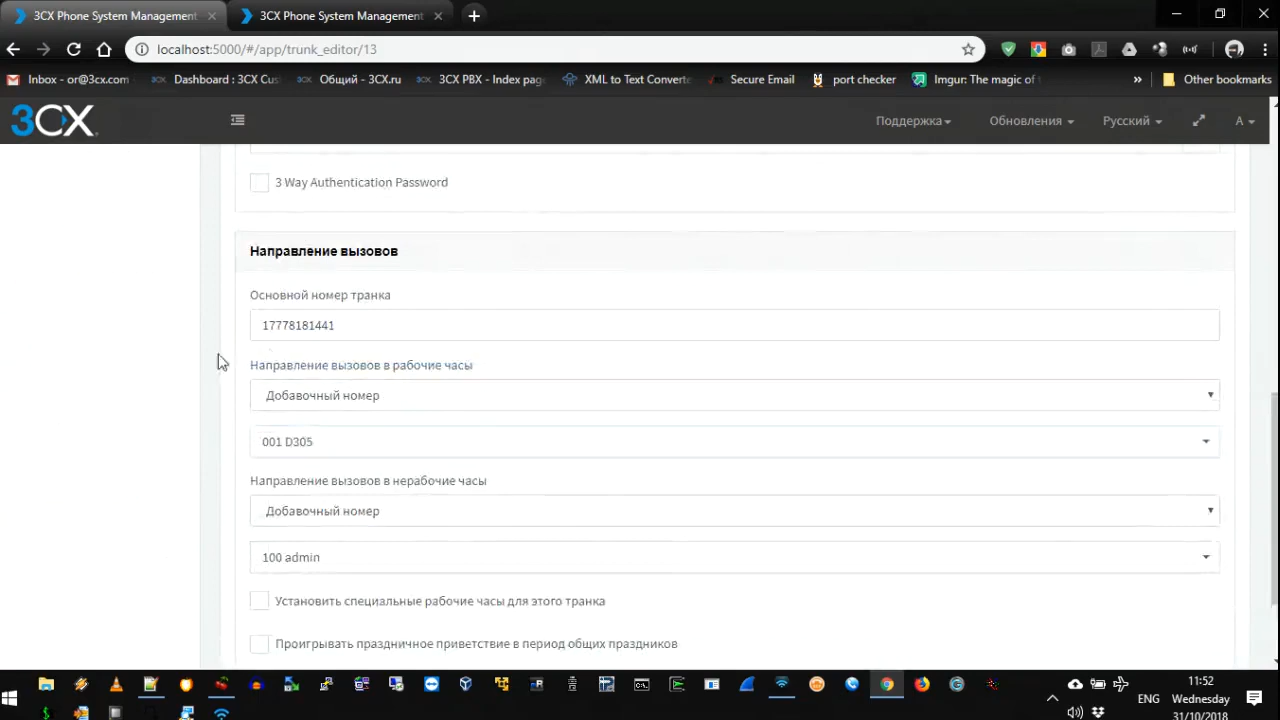 3CX Phone System Management
3CX Phone System Management
localhost:5000/#/app/trunk_editor/13
Inbox - or@3cx.com
Dashboard : 3CX Cus
Общий - 3CX.ru
3CX PBX - Index page
XML to Text Converte
Secure Email
port checker
Imgur: The magic of
Other bookmarks
3CX
Поддержка
Обновления
Русский
A
3 Way Authentication Password
Направление вызовов
Основной номер транка
17778181441
Направление вызовов в рабочие часы
Добавочный номер
001 D305
Направление вызовов в нерабочие часы
Добавочный номер
100 admin
Установить специальные рабочие часы для этого транка
Проигрывать праздничное приветствие в период общих праздников
11:52
ENG
Wednesday
31/10/2018